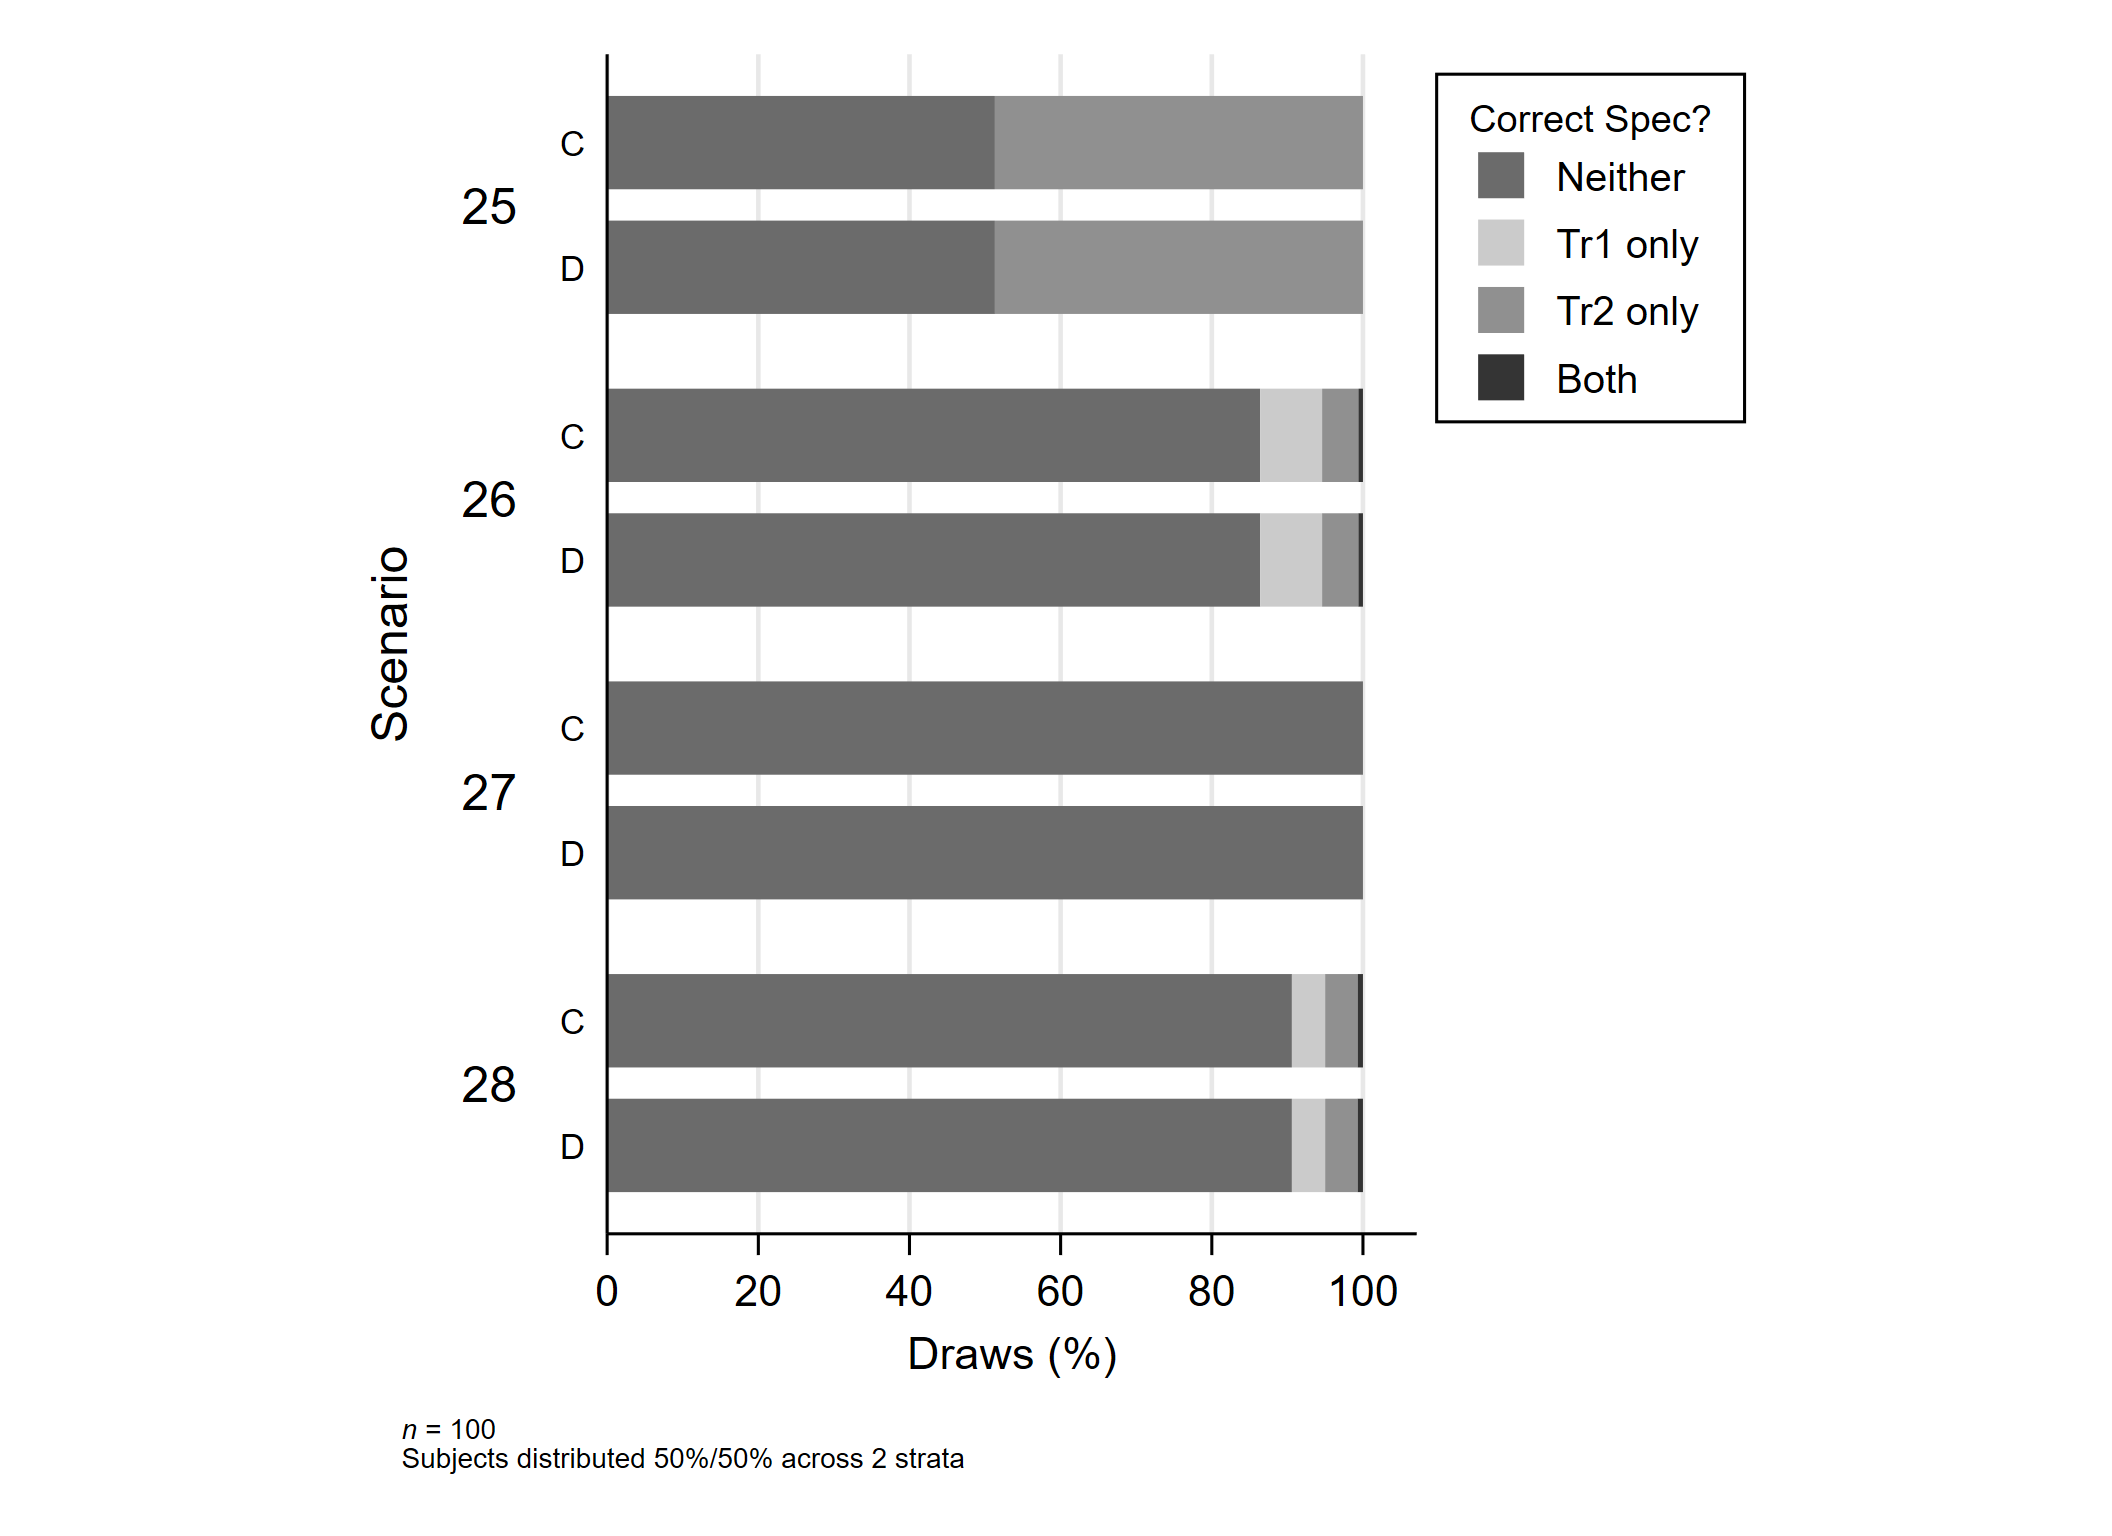 Correct Spec?
Neither
Tr1 only
Tr2 only
Both
Scenario
25
C
D
26
C
D
27
C
D
28
C
D
0 20 40 60 80 100
Draws (%)
n = 100
Subjects distributed 50%/50% across 2 strata